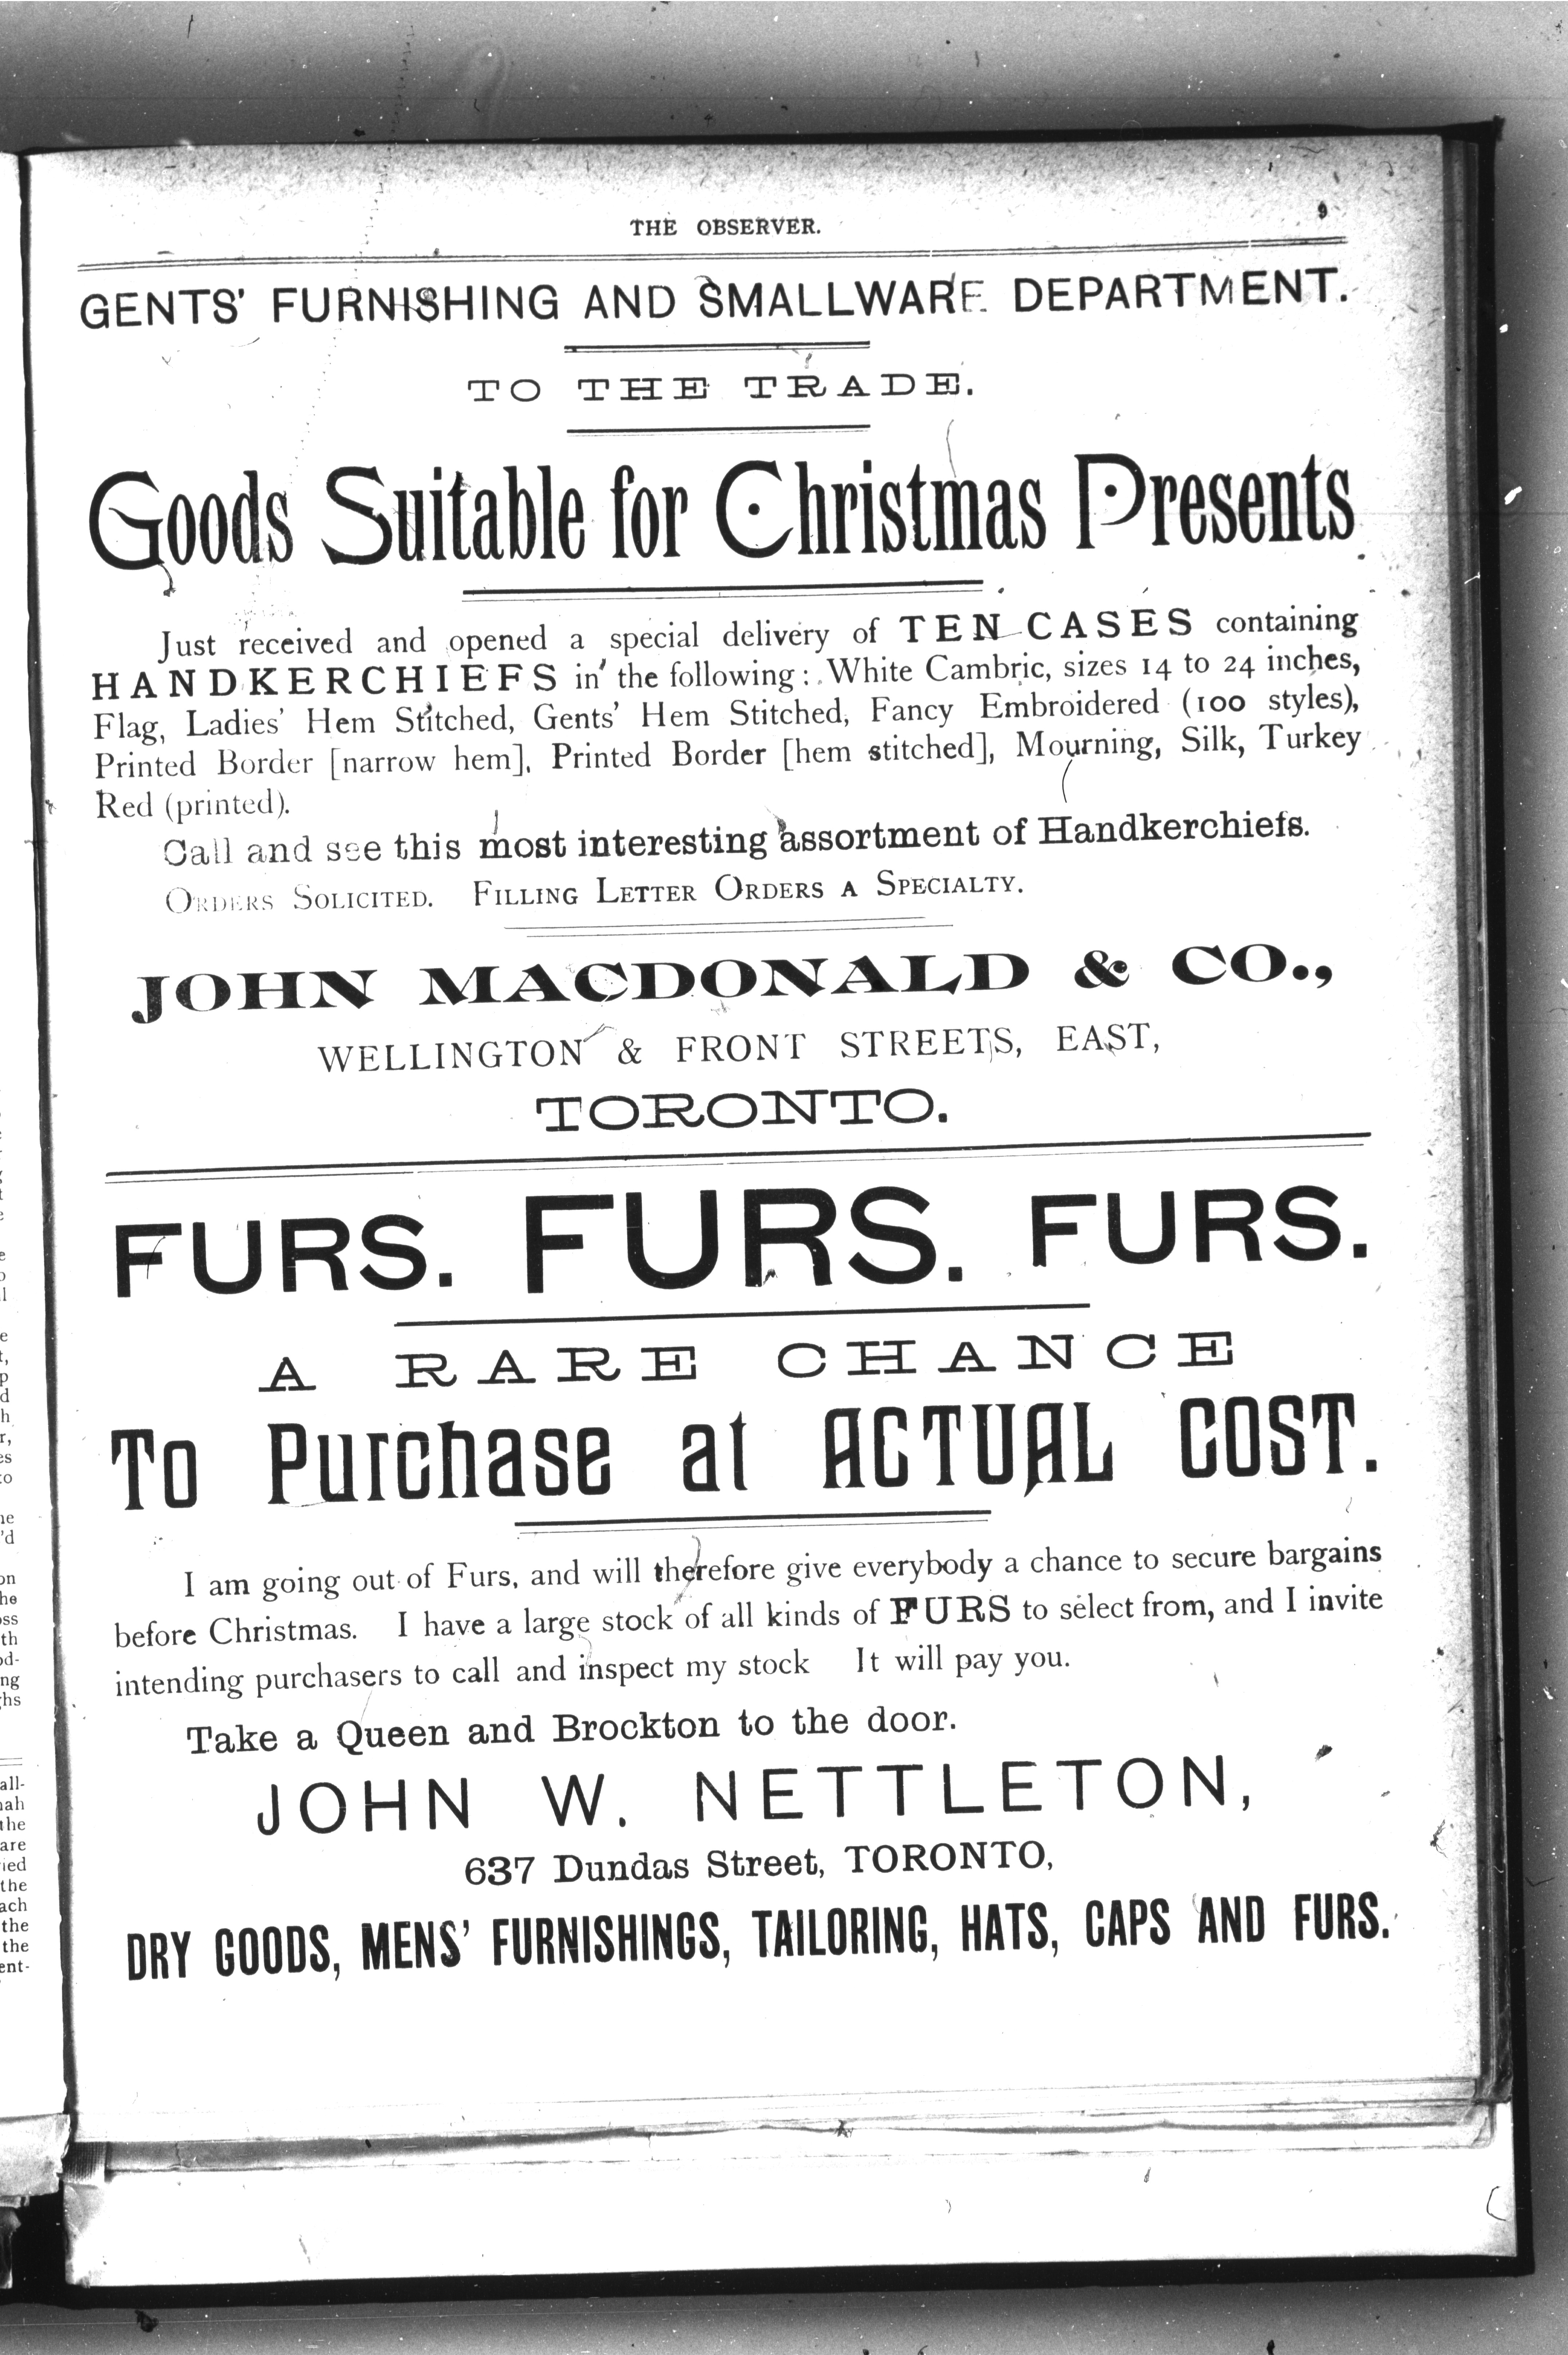 THE OBSERVER. 9
GENTS' FURNISHING AND SMALLWARE DEPARTMENT.
TO THE TRADE.
Goods Suitable for Christmas Presents
Just received and opened a special delivery of TEN CASES containing
HANDKERCHIEFS in the following: White Cambric, sizes 14 to 24 inches,
Flag, Ladies' Hem Stitched, Gents' Hem Stitched, Fancy Embroidered (100 styles),
Printed Border [narrow hem], Printed Border [hem stitched], Mourning, Silk, Turkey
Red (printed).
Call and see this most interesting assortment of Handkerchiefs.
ORDERS SOLICITED. FILLING LETTER ORDERS A SPECIALTY.
JOHN MACDONALD & CO.,
WELLINGTON & FRONT STREETS, EAST,
TORONTO.
FURS. FURS. FURS.
A RARE CHANCE
To Purchase at ACTUAL COST.
I am going out of Furs, and will therefore give everybody a chance to secure bargains
before Christmas. I have a large stock of all kinds of FURS to select from, and I invite
intending purchasers to call and inspect my stock It will pay you.
Take a Queen and Brockton to the door.
JOHN W. NETTLETON,
637 Dundas Street, TORONTO,
DRY GOODS, MENS' FURNISHINGS, TAILORING, HATS, CAPS AND FURS.